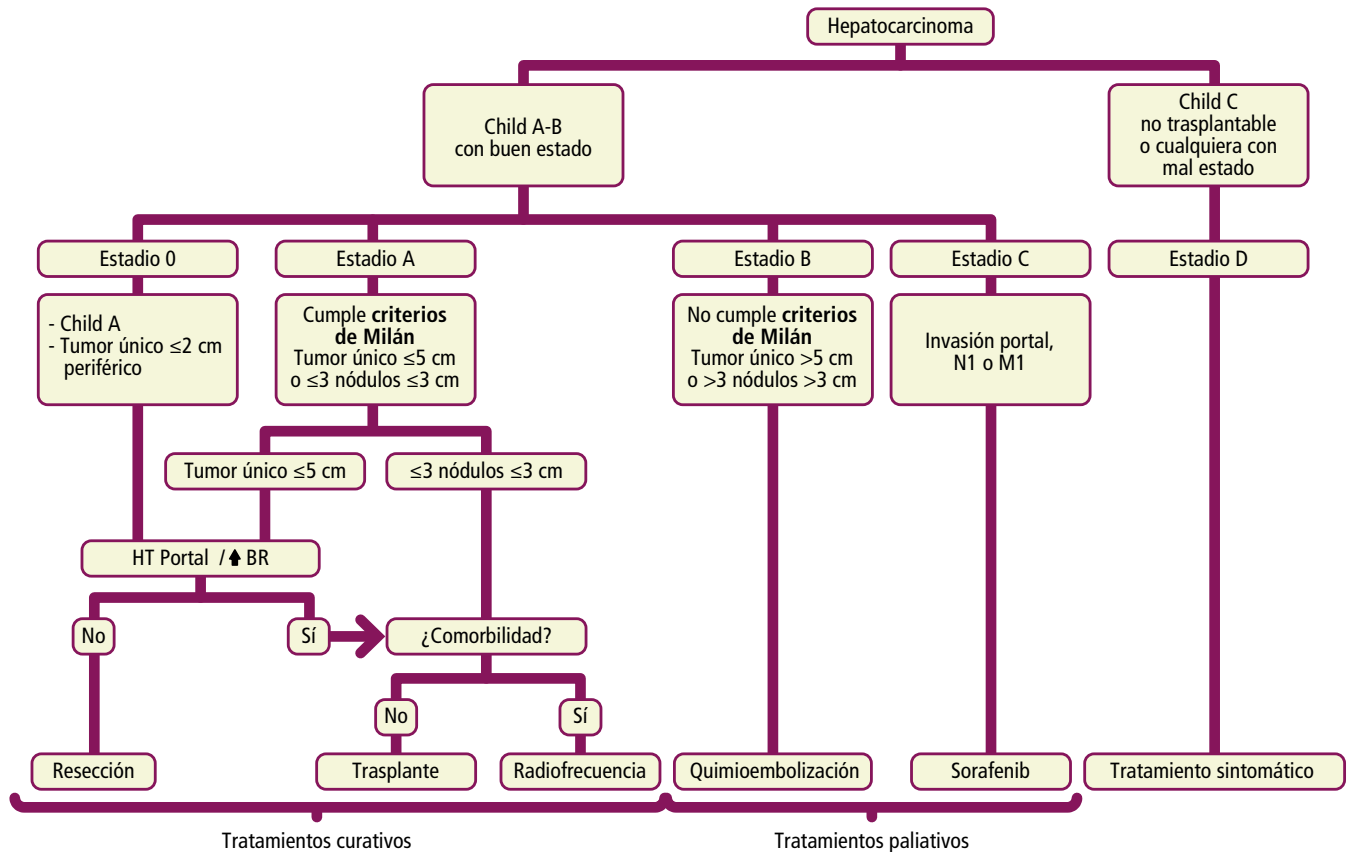 Hepatocarcinoma
Child A-B
con buen estado
Child C
no trasplantable
o cualquiera con
mal estado
Estadio 0
Estadio A
Estadio B
Estadio C
Estadio D
- Child A
- Tumor único ≤2 cm
periférico
Cumple criterios
de Milán
Tumor único ≤5 cm
o ≤3 nódulos ≤3 cm
No cumple criterios
de Milán
Tumor único >5 cm
o >3 nódulos >3 cm
Invasión portal,
N1 o M1
Tumor único ≤5 cm
≤3 nódulos ≤3 cm
HT Portal / ⬆ BR
No
Sí
¿Comorbilidad?
No
Sí
Resección
Trasplante
Radiofrecuencia
Quimioembolización
Sorafenib
Tratamiento sintomático
Tratamientos curativos
Tratamientos paliativos